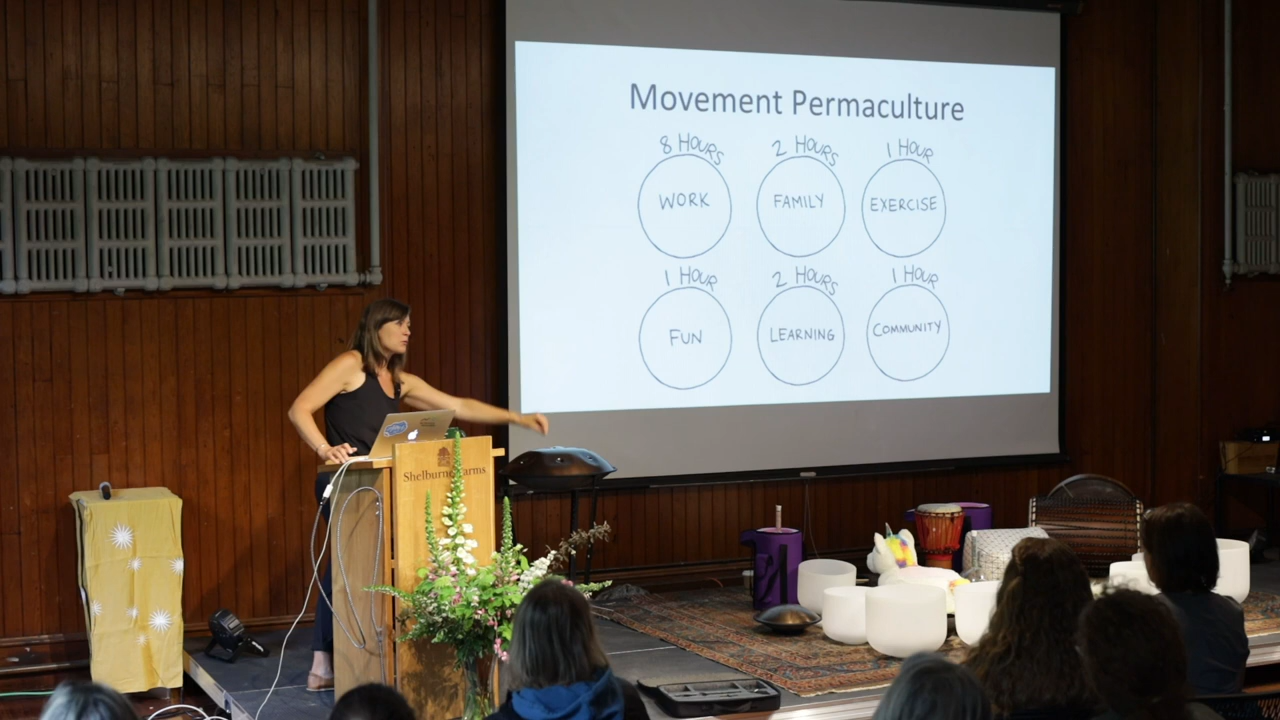 Movement Permaculture
8 HOURS
2 HOURS
1 HOUR
WORK
FAMILY
EXERCISE
1 HOUR
2 HOURS
1 HOUR
FUN
LEARNING
COMMUNITY
Shelburne Farms